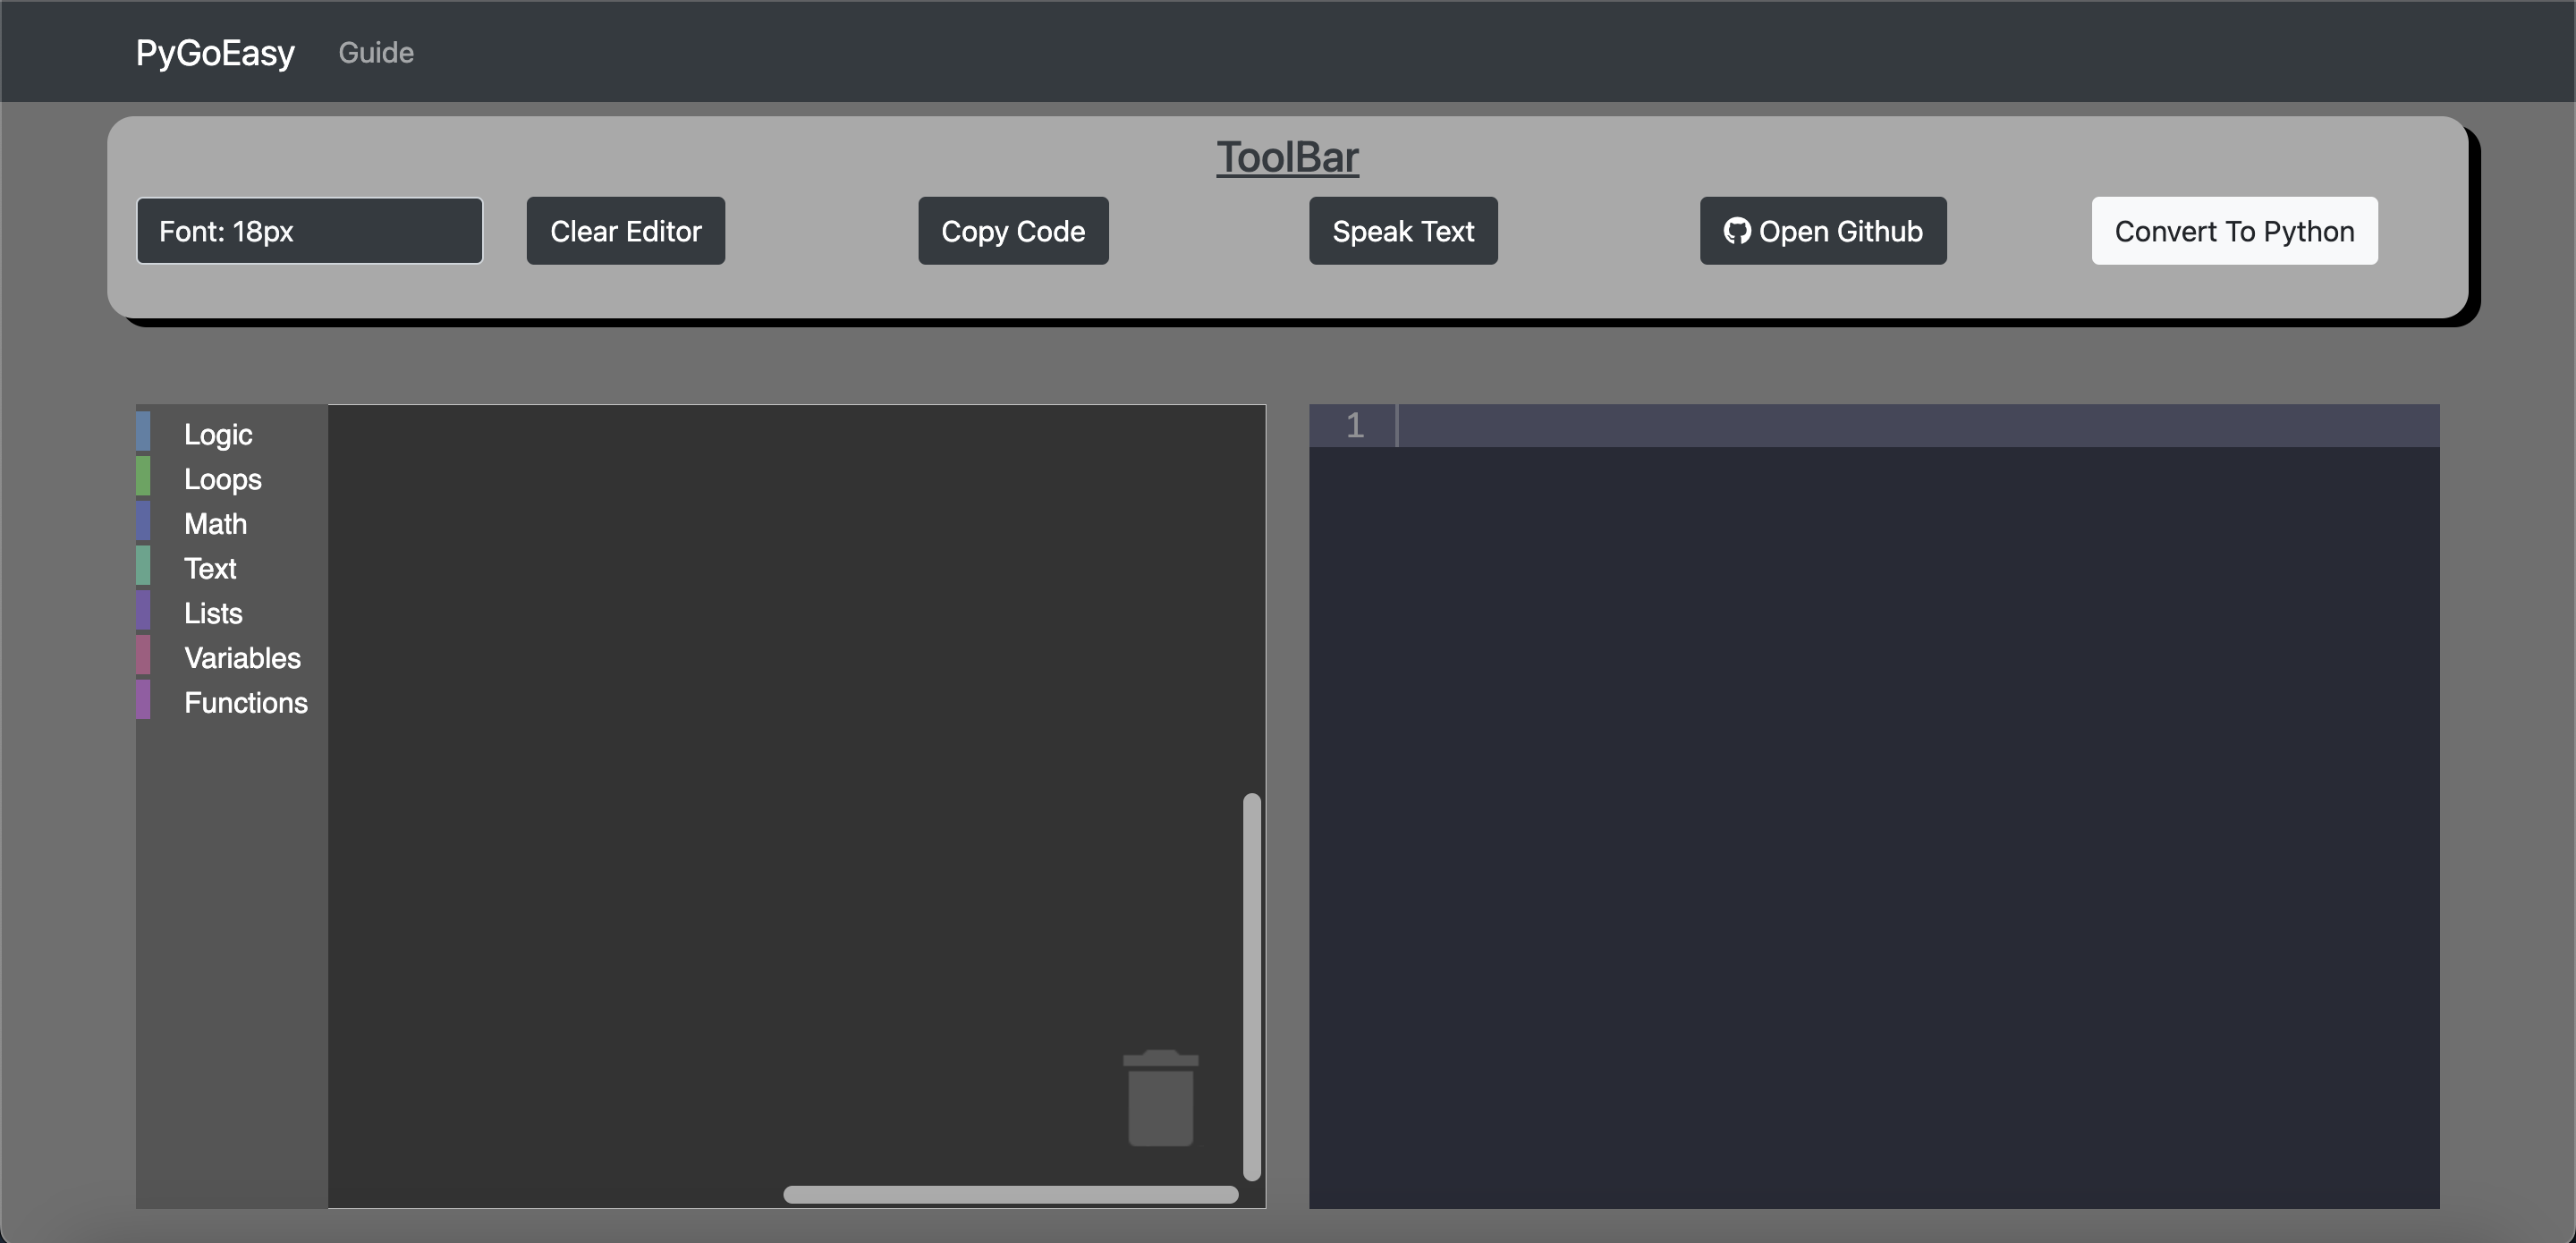 PyGoEasy Guide
ToolBar
Font: 18px Clear Editor Copy Code Speak Text Open Github Convert To Python
Logic
Loops
Math
Text
Lists
Variables
Functions
1